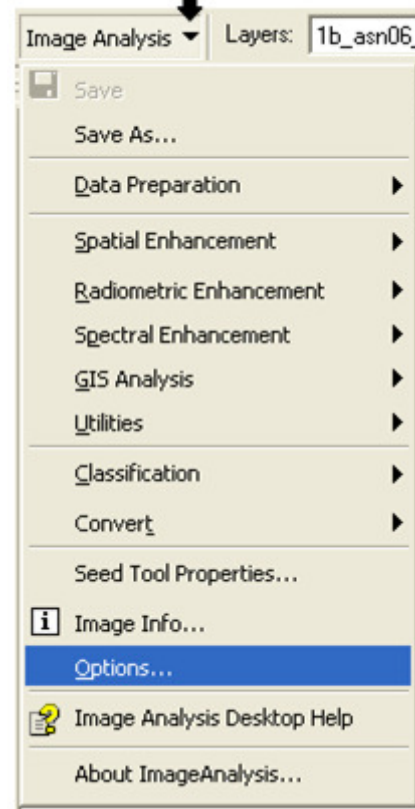 Image Analysis Layers: 1b_asn06_
Save
Save As...
Data Preparation
Spatial Enhancement
Radiometric Enhancement
Spectral Enhancement
GIS Analysis
Utilities
Classification
Convert
Seed Tool Properties...
i Image Info...
Options...
Image Analysis Desktop Help
About ImageAnalysis...